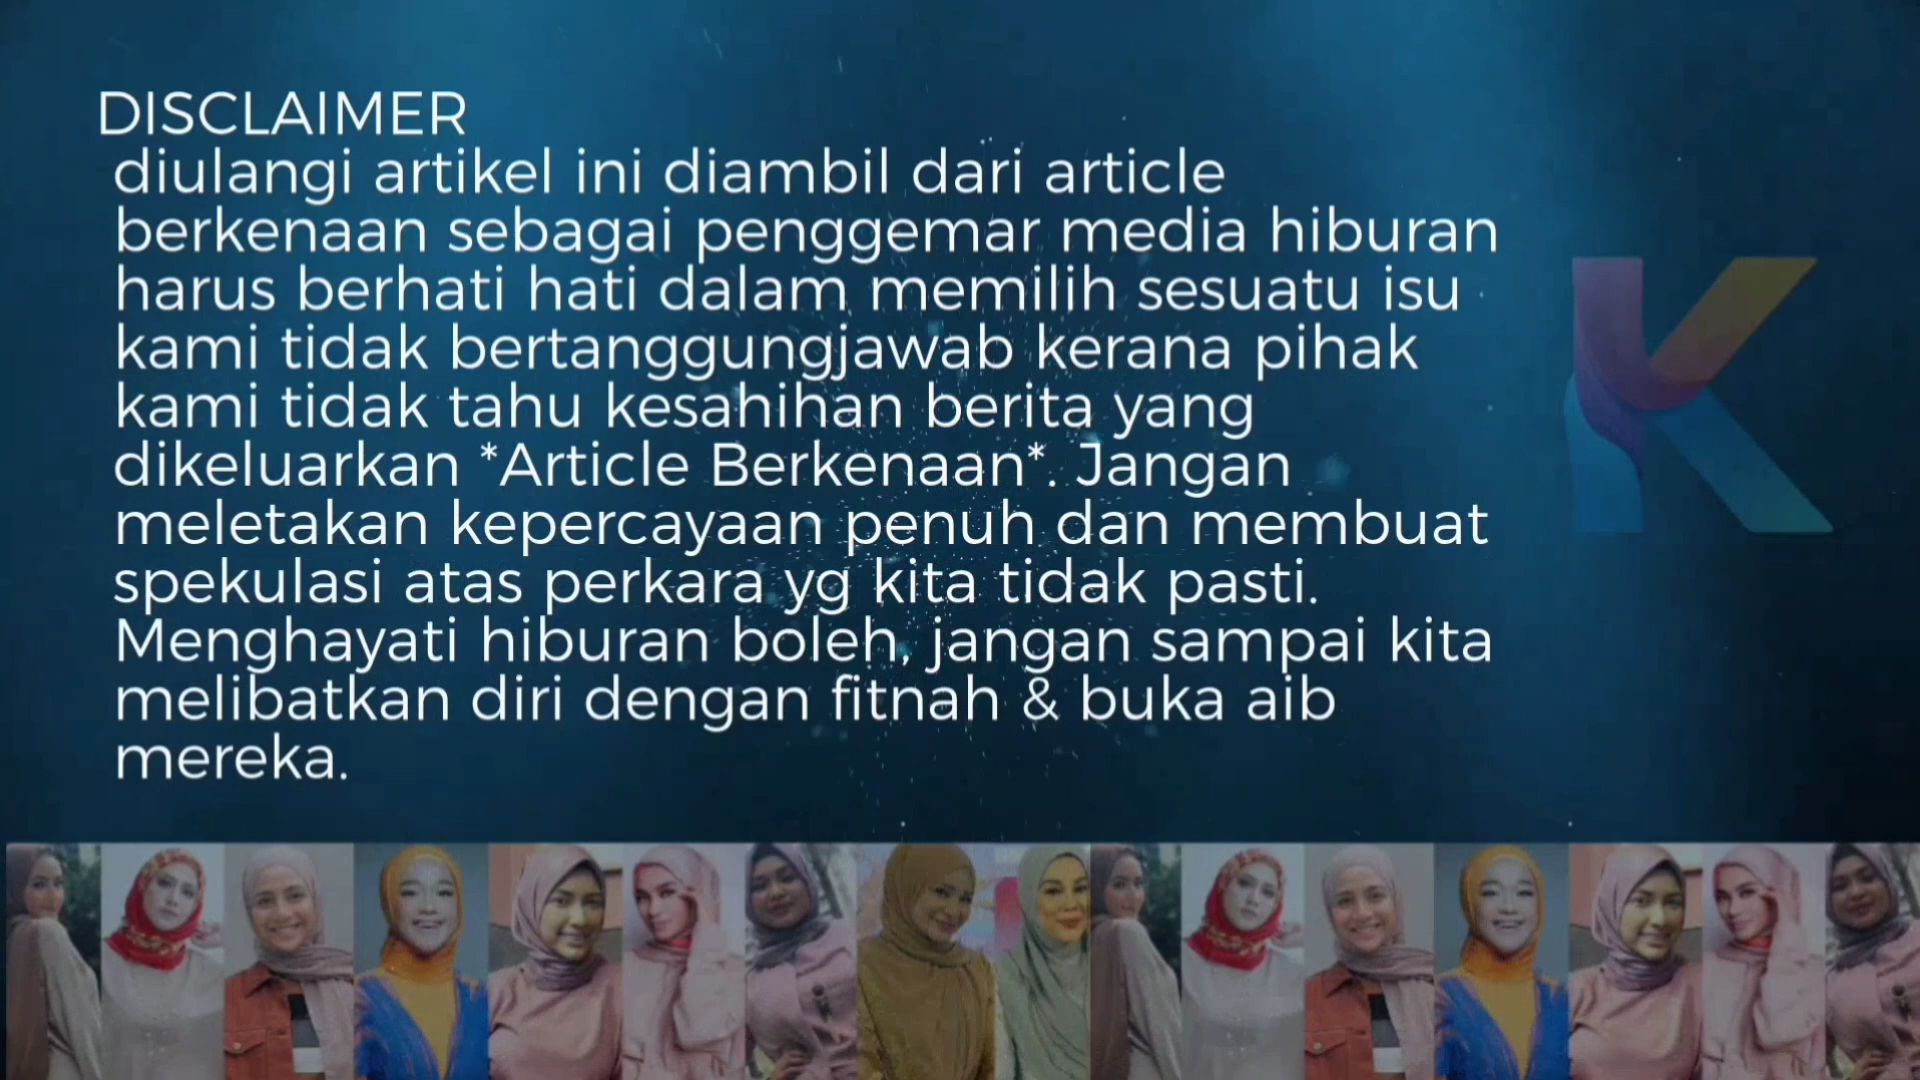 DISCLAIMER
diulangi artikel ini diambil dari article
berkenaan sebagai penggemar media hiburan
harus berhati hati dalam memilih sesuatu isu
kami tidak bertanggungjawab kerana pihak
kami tidak tahu kesahihan berita yang
dikeluarkan *Article Berkenaan*. Jangan
meletakan kepercayaan penuh dan membuat
spekulasi atas perkara yg kita tidak pasti.
Menghayati hiburan boleh, jangan sampai kita
melibatkan diri dengan fitnah & buka aib
mereka.
K